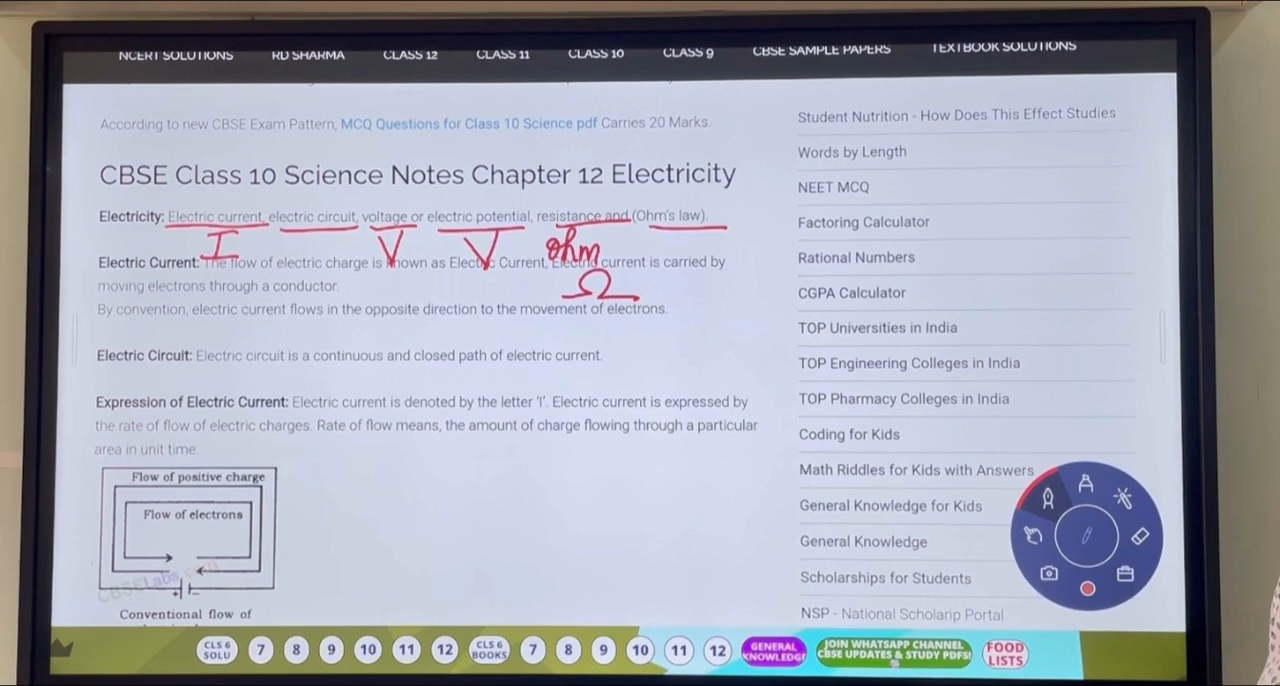 NCERT SOLUTIONS RD SHARMA CLASS 12 CLASS 11 CLASS 10 CLASS 9 CBSE SAMPLE PAPERS TEXTBOOK SOLUTIONS
According to new CBSE Exam Pattern, MCQ Questions for Class 10 Science pdf Carries 20 Marks.
CBSE Class 10 Science Notes Chapter 12 Electricity
Electricity: Electric current, electric circuit, voltage or electric potential, resistance and (Ohm's law).
I V V ohm
Ω
Electric Current: The flow of electric charge is known as Electric Current, Electric current is carried by
moving electrons through a conductor.
By convention, electric current flows in the opposite direction to the movement of electrons.
Electric Circuit: Electric circuit is a continuous and closed path of electric current.
Expression of Electric Current: Electric current is denoted by the letter 'I'. Electric current is expressed by
the rate of flow of electric charges. Rate of flow means, the amount of charge flowing through a particular
area in unit time.
Flow of positive charge
Flow of electrons
CBSELabs.com
+ –
Conventional flow of
Student Nutrition - How Does This Effect Studies
Words by Length
NEET MCQ
Factoring Calculator
Rational Numbers
CGPA Calculator
TOP Universities in India
TOP Engineering Colleges in India
TOP Pharmacy Colleges in India
Coding for Kids
Math Riddles for Kids with Answers
General Knowledge for Kids
General Knowledge
Scholarships for Students
NSP - National Scholarip Portal
CLS 6 SOLU 7 8 9 10 11 12 CLS 6 BOOKS 7 8 9 10 11 12 GENERAL KNOWLEDGE JOIN WHATSAPP CHANNEL CBSE UPDATES & STUDY PDFS! FOOD LISTS